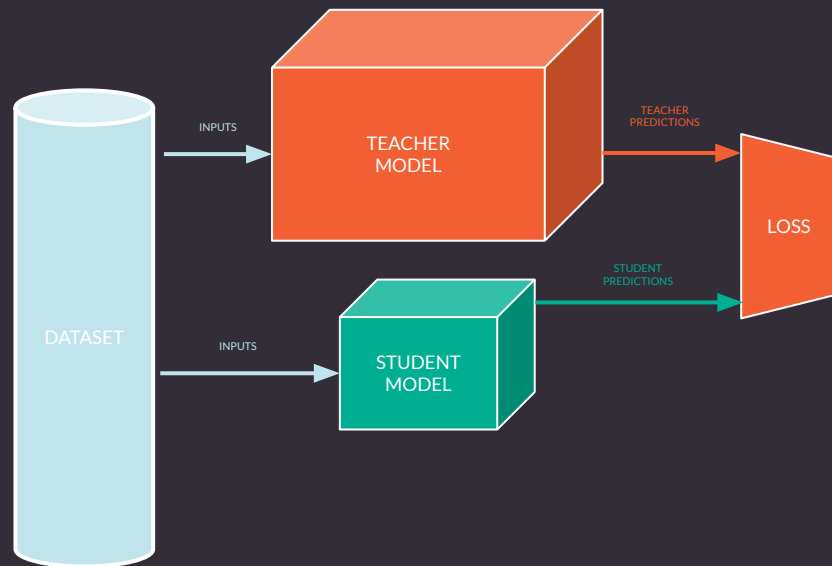 INPUTS
TEACHER
MODEL
TEACHER
PREDICTIONS
LOSS
STUDENT
PREDICTIONS
DATASET
INPUTS
STUDENT
MODEL